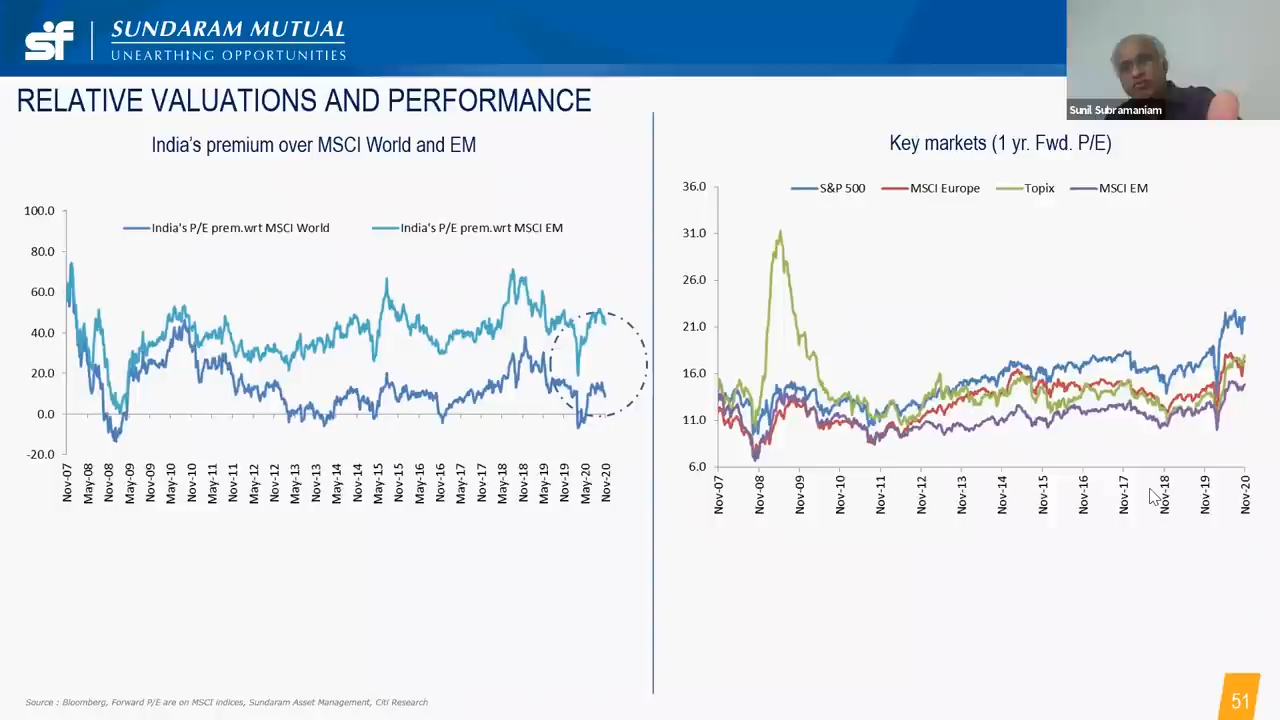 sf
SUNDARAM MUTUAL
UNEARTHING OPPORTUNITIES
Sunil Subramaniam
RELATIVE VALUATIONS AND PERFORMANCE
India's premium over MSCI World and EM
India's P/E prem.wrt MSCI World
India's P/E prem.wrt MSCI EM
100.0
80.0
60.0
40.0
20.0
0.0
-20.0
Nov-07
May-08
Nov-08
May-09
Nov-09
May-10
Nov-10
May-11
Nov-11
May-12
Nov-12
May-13
Nov-13
May-14
Nov-14
May-15
Nov-15
May-16
Nov-16
May-17
Nov-17
May-18
Nov-18
May-19
Nov-19
May-20
Nov-20
Key markets (1 yr. Fwd. P/E)
S&P 500
MSCI Europe
Topix
MSCI EM
36.0
31.0
26.0
21.0
16.0
11.0
6.0
Nov-07
Nov-08
Nov-09
Nov-10
Nov-11
Nov-12
Nov-13
Nov-14
Nov-15
Nov-16
Nov-17
Nov-18
Nov-19
Nov-20
Source : Bloomberg, Forward P/E are on MSCI indices, Sundaram Asset Management, Citi Research
51